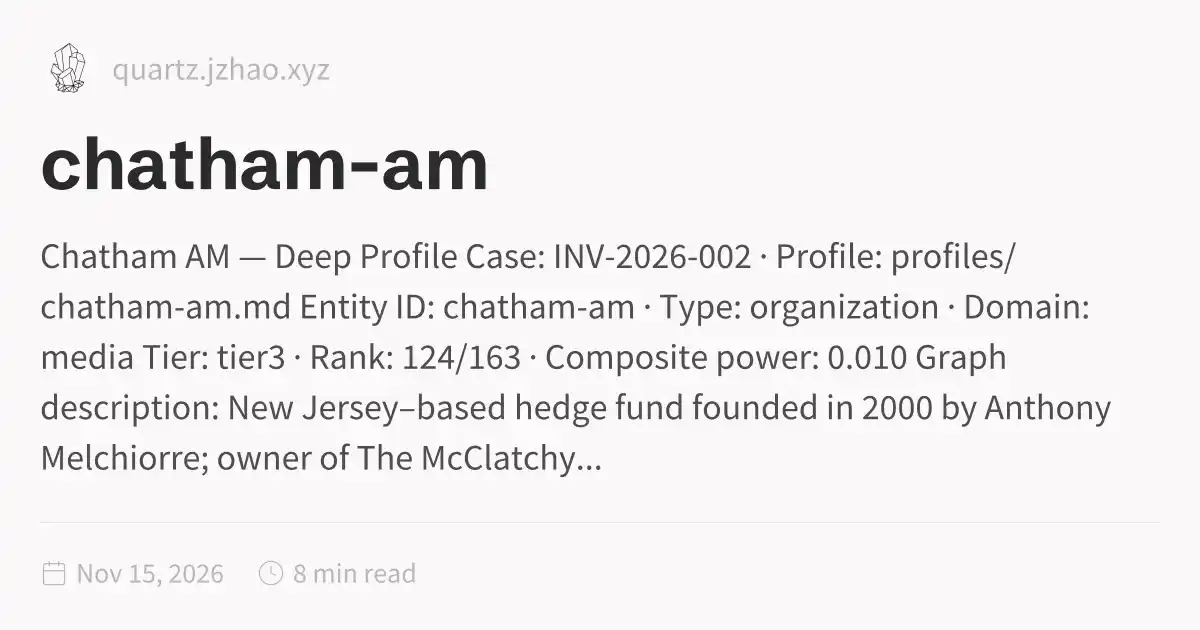 quartz.jzhao.xyz
chatham-am
Chatham AM — Deep Profile Case: INV-2026-002 · Profile: profiles/
chatham-am.md Entity ID: chatham-am · Type: organization · Domain:
media Tier: tier3 · Rank: 124/163 · Composite power: 0.010 Graph
description: New Jersey–based hedge fund founded in 2000 by Anthony
Melchiorre; owner of The McClatchy...
Nov 15, 2026 8 min read